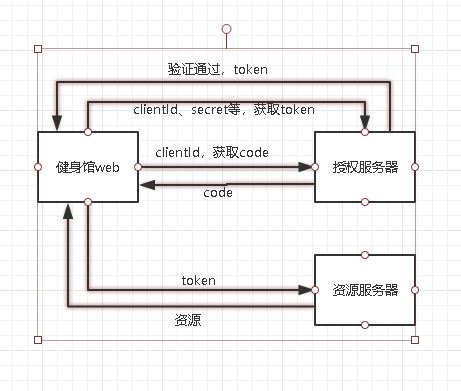 验证通过，token
clientId、secret等，获取token
clientId，获取code
健身馆web
授权服务器
code
token
资源服务器
资源